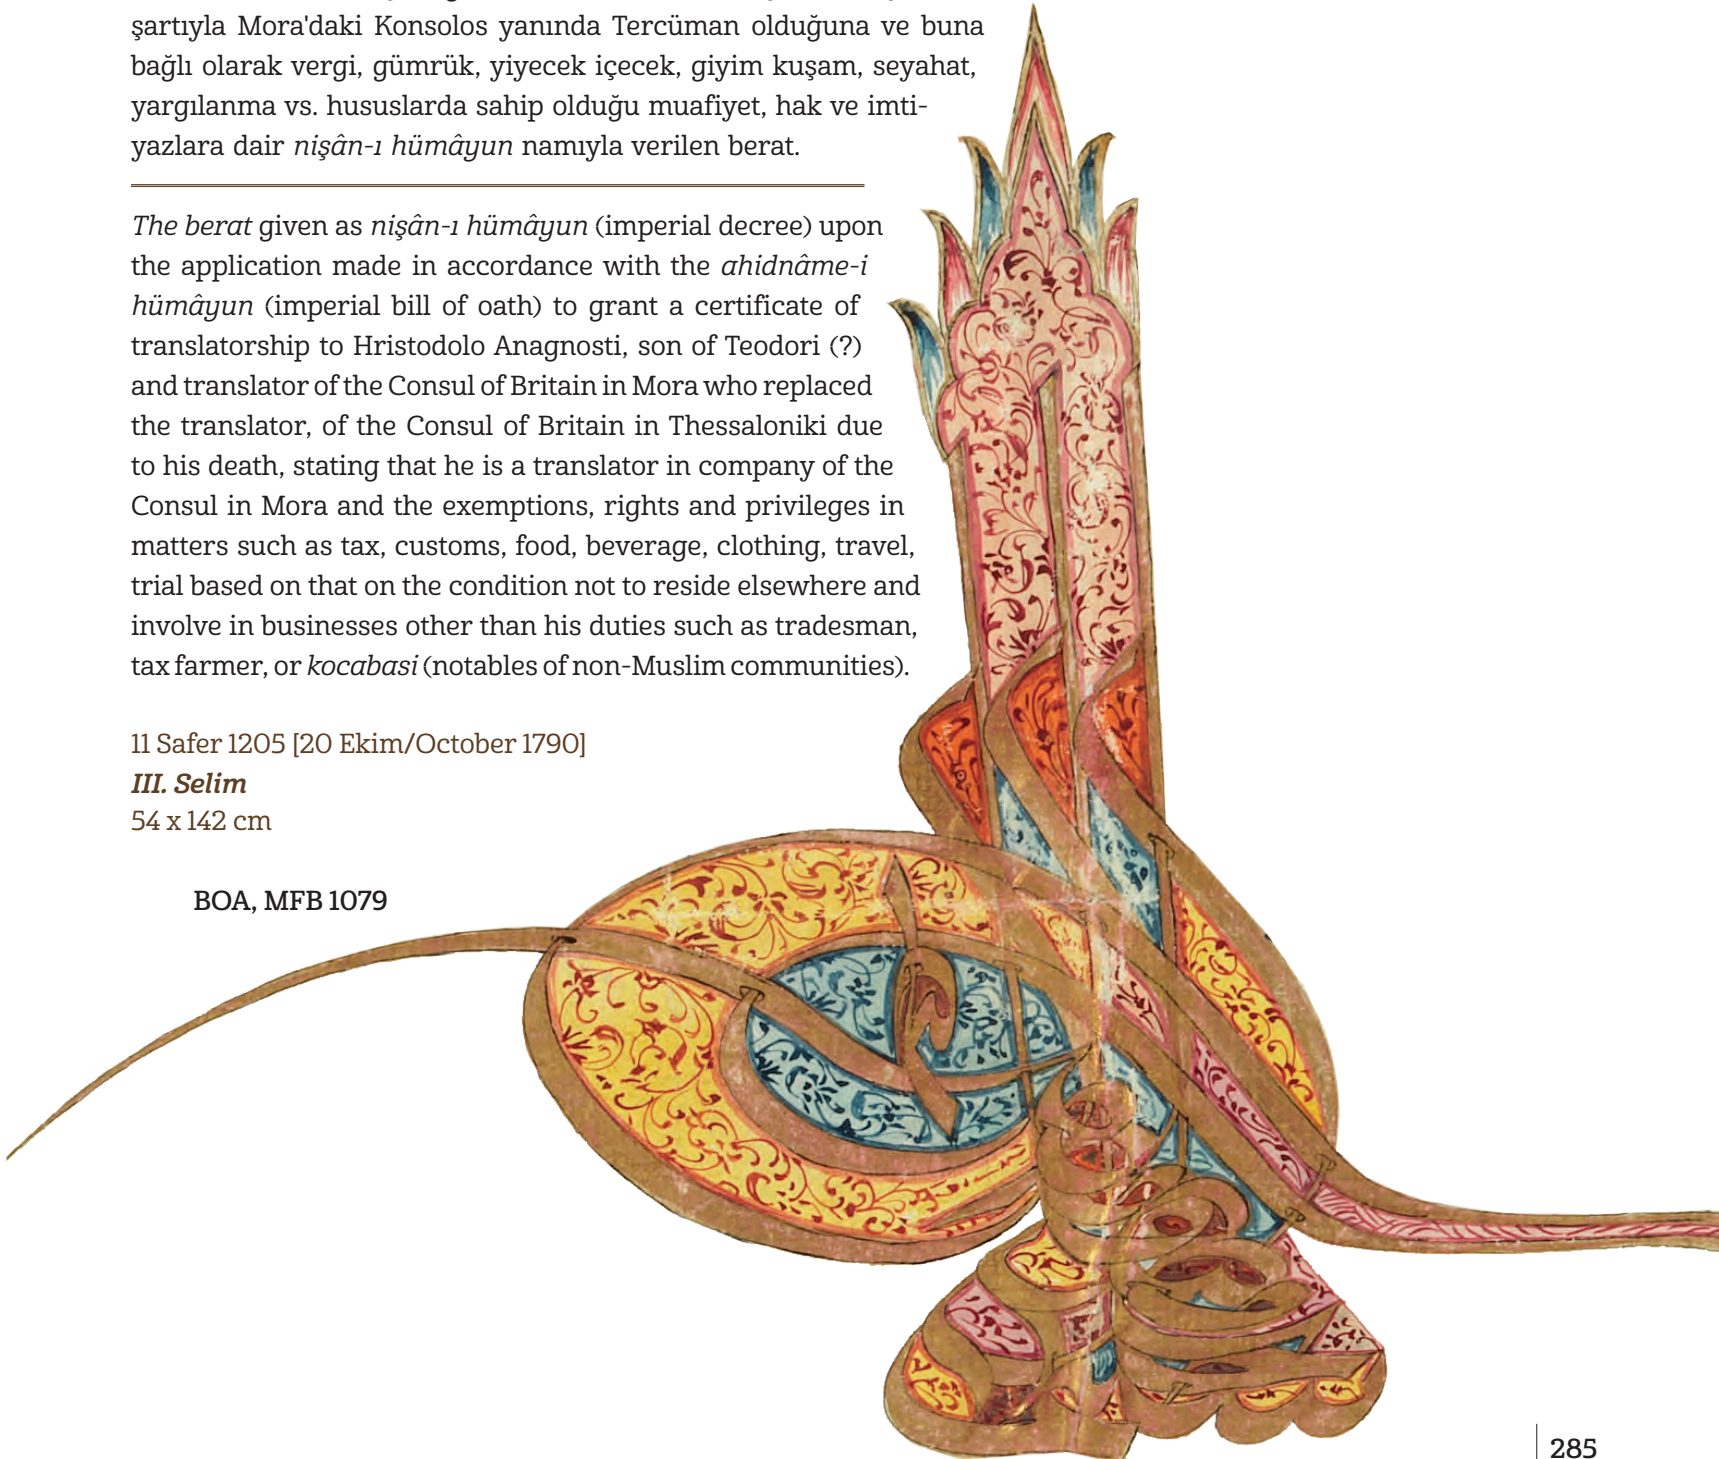 şartıyla Mora'daki Konsolos yanında Tercüman olduğuna ve buna
bağlı olarak vergi, gümrük, yiyecek içecek, giyim kuşam, seyahat,
yargılanma vs. hususlarda sahip olduğu muafiyet, hak ve imti-
yazlara dair nişân-ı hümâyun namıyla verilen berat.
The berat given as nişân-ı hümâyun (imperial decree) upon
the application made in accordance with the ahidnâme-i
hümâyun (imperial bill of oath) to grant a certificate of
translatorship to Hristodolo Anagnosti, son of Teodori (?)
and translator of the Consul of Britain in Mora who replaced
the translator, of the Consul of Britain in Thessaloniki due
to his death, stating that he is a translator in company of the
Consul in Mora and the exemptions, rights and privileges in
matters such as tax, customs, food, beverage, clothing, travel,
trial based on that on the condition not to reside elsewhere and
involve in businesses other than his duties such as tradesman,
tax farmer, or kocabasi (notables of non-Muslim communities).
11 Safer 1205 [20 Ekim/October 1790]
III. Selim
54 x 142 cm
BOA, MFB 1079
285